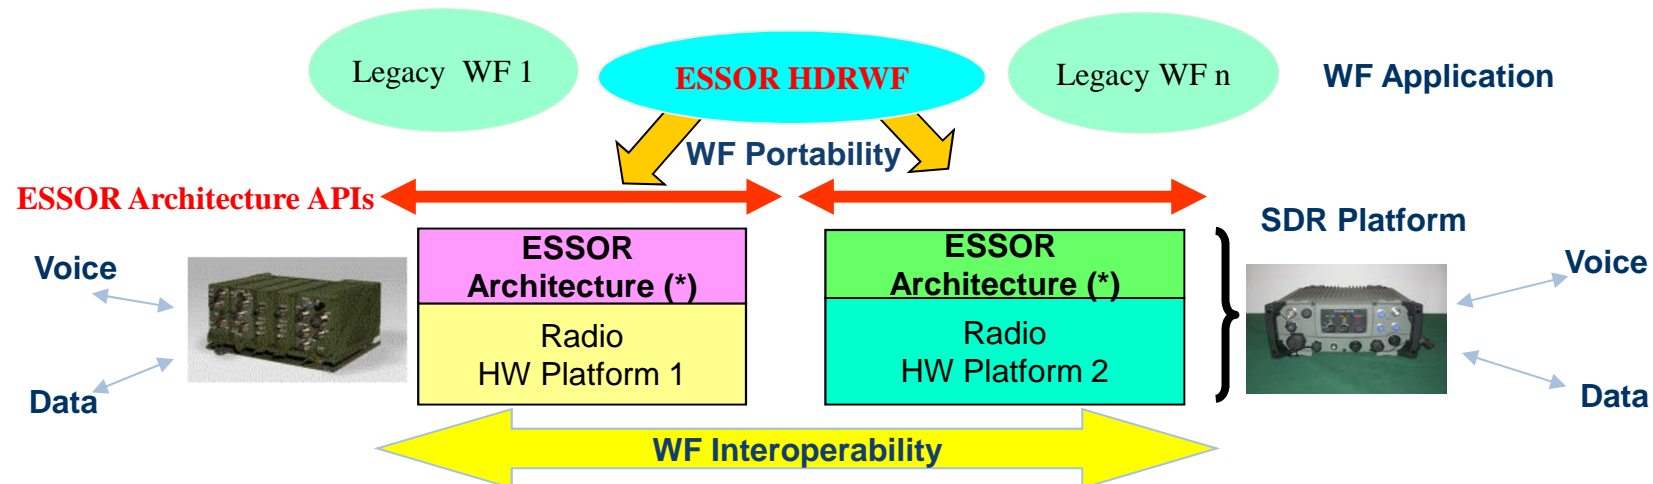 Legacy WF 1
ESSOR HDRWF
Legacy WF n
WF Application
WF Portability
ESSOR Architecture APIs
SDR Platform
ESSOR
Architecture (*)
Radio
HW Platform 1
ESSOR
Architecture (*)
Radio
HW Platform 2
Voice
Data
Voice
Data
WF Interoperability